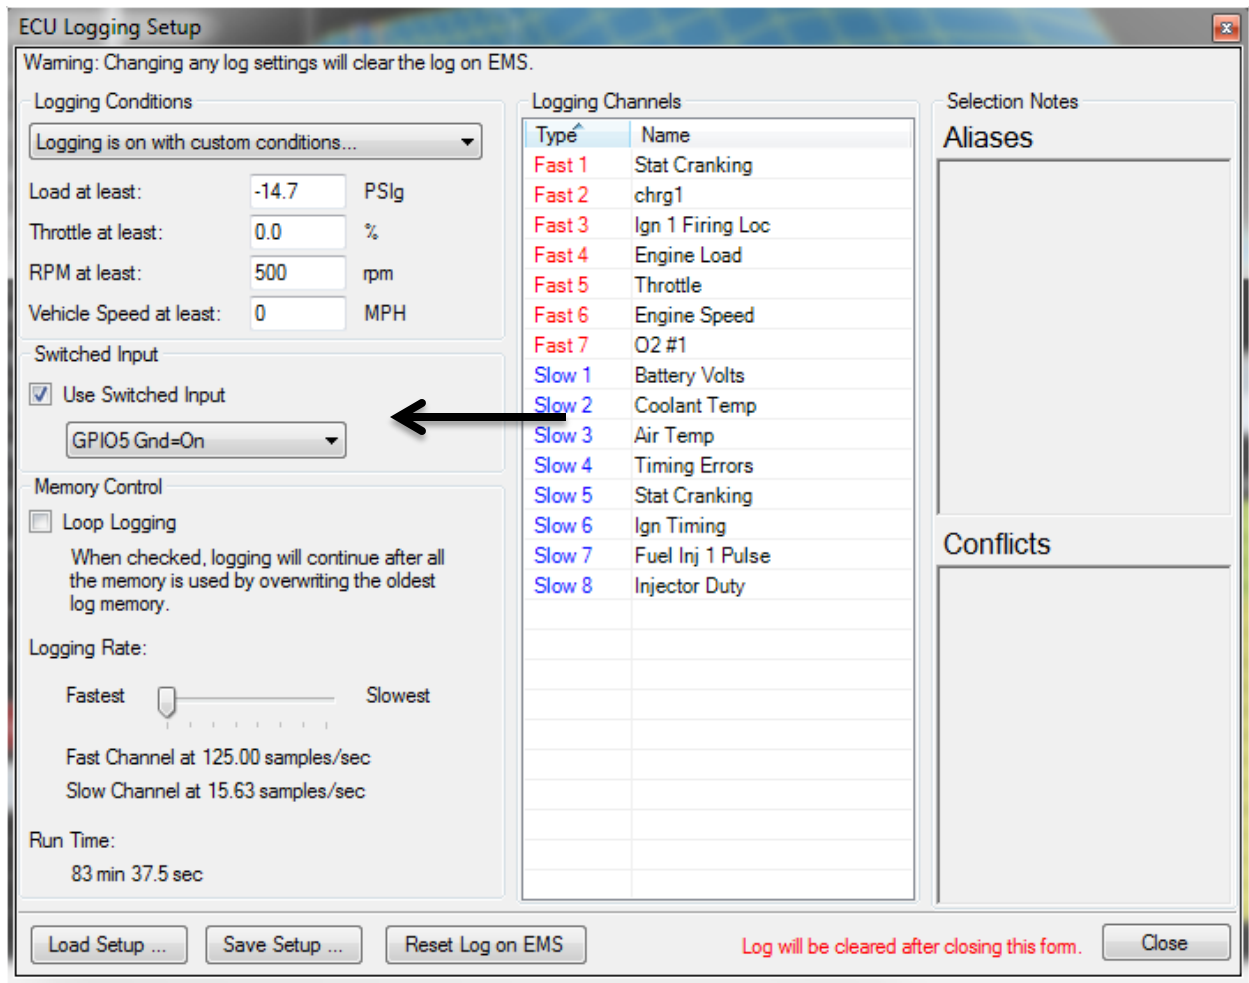 ECU Logging Setup
Warning: Changing any log settings will clear the log on EMS.
Logging Conditions
Logging is on with custom conditions...
Load at least: -14.7 PSIg
Throttle at least: 0.0 %
RPM at least: 500 rpm
Vehicle Speed at least: 0 MPH
Switched Input
Use Switched Input
GPIO5 Gnd=On
Memory Control
Loop Logging
When checked, logging will continue after all
the memory is used by overwriting the oldest
log memory.
Logging Rate:
Fastest Slowest
Fast Channel at 125.00 samples/sec
Slow Channel at 15.63 samples/sec
Run Time:
83 min 37.5 sec
Logging Channels
Type Name
Fast 1 Stat Cranking
Fast 2 chrg1
Fast 3 Ign 1 Firing Loc
Fast 4 Engine Load
Fast 5 Throttle
Fast 6 Engine Speed
Fast 7 O2 #1
Slow 1 Battery Volts
Slow 2 Coolant Temp
Slow 3 Air Temp
Slow 4 Timing Errors
Slow 5 Stat Cranking
Slow 6 Ign Timing
Slow 7 Fuel Inj 1 Pulse
Slow 8 Injector Duty
Selection Notes
Aliases
Conflicts
Load Setup ... Save Setup ... Reset Log on EMS Log will be cleared after closing this form. Close